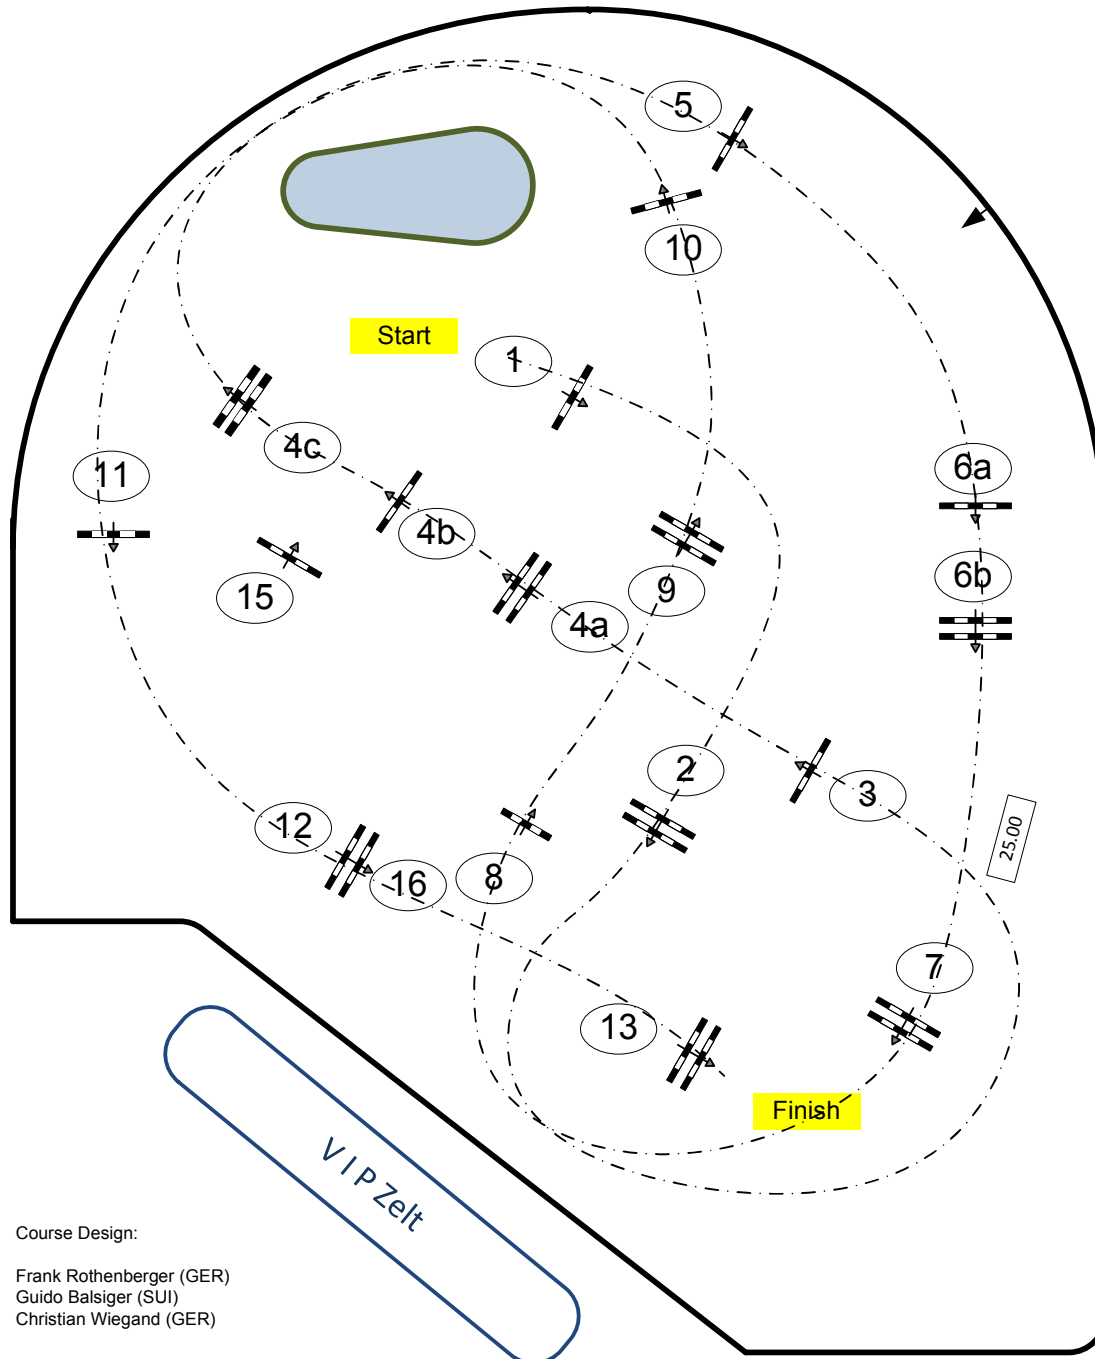 5
10
Start
1
4c
11
6a
4b
6b
15
9
4a
2
3
12
25.00
16
8
7
13
Finish
VIP Zelt
Course Design:
Frank Rothenberger (GER)
Guido Balsiger (SUI)
Christian Wiegand (GER)